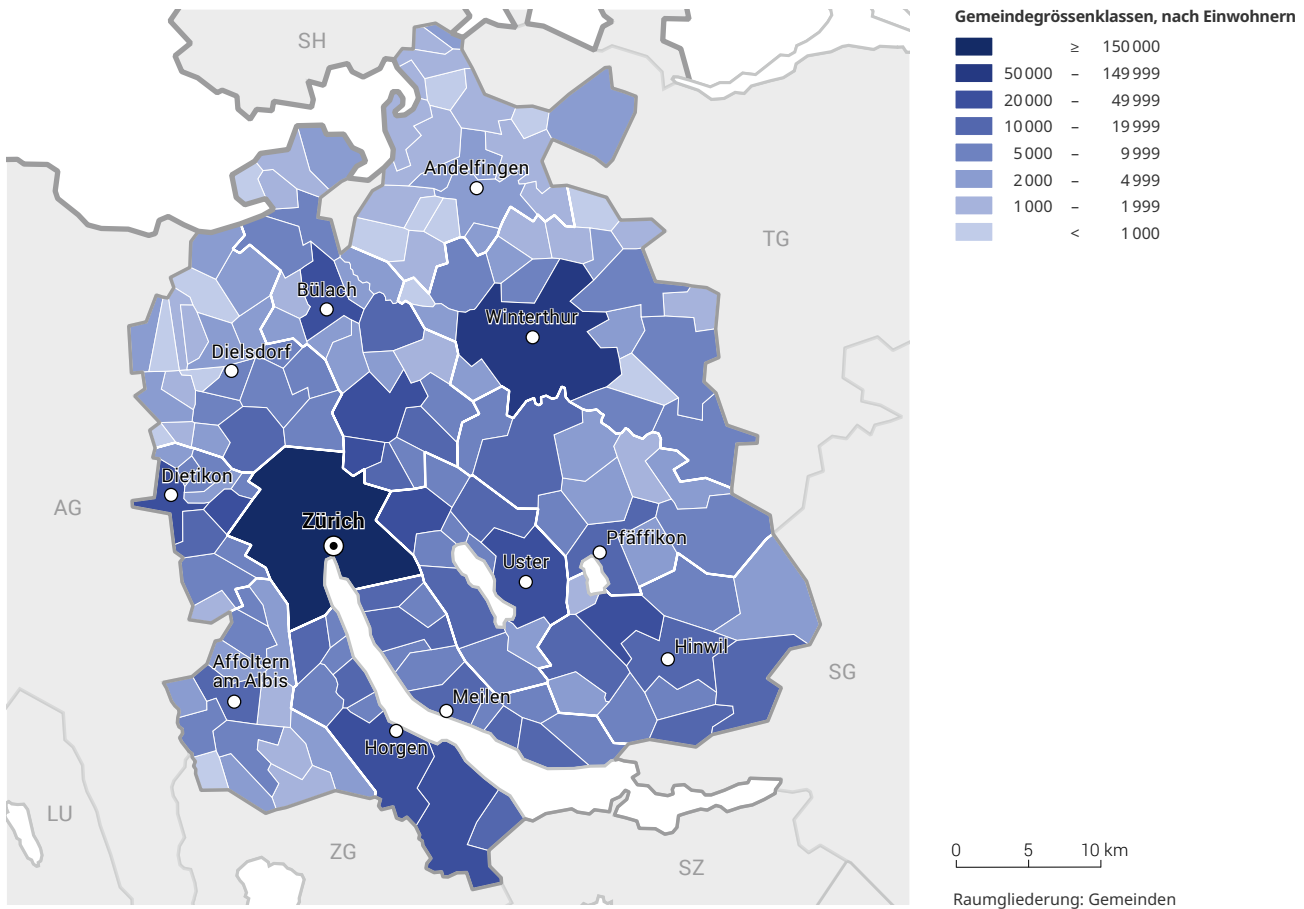 SH
Andelfingen
TG
Bülach
Winterthur
Dielsdorf
Dietikon
AG
Zürich
Pfäffikon
Uster
Hinwil
Affoltern
am Albis
SG
Meilen
Horgen
LU
ZG
SZ
Gemeindegrössenklassen, nach Einwohnern
≥ 150 000
50 000 – 149 999
20 000 – 49 999
10 000 – 19 999
5 000 – 9 999
2 000 – 4 999
1 000 – 1 999
< 1 000
0 5 10 km
Raumgliederung: Gemeinden